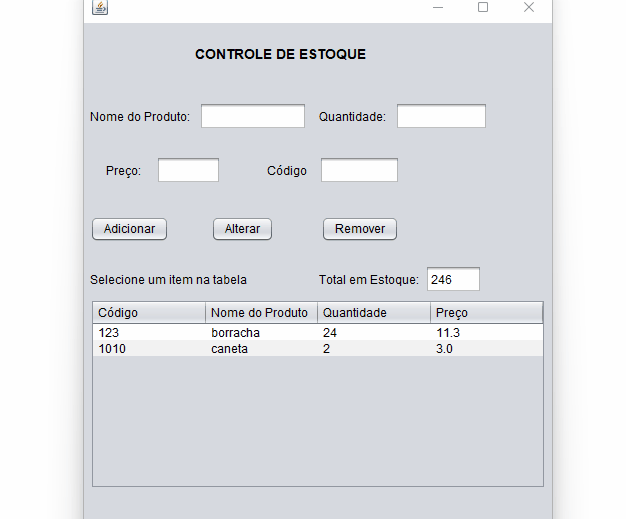 CONTROLE DE ESTOQUE
Nome do Produto: Quantidade:
Preço: Código
Adicionar Alterar Remover
Selecione um item na tabela Total em Estoque: 246
Código Nome do Produto Quantidade Preço
123 borracha 24 11.3
1010 caneta 2 3.0